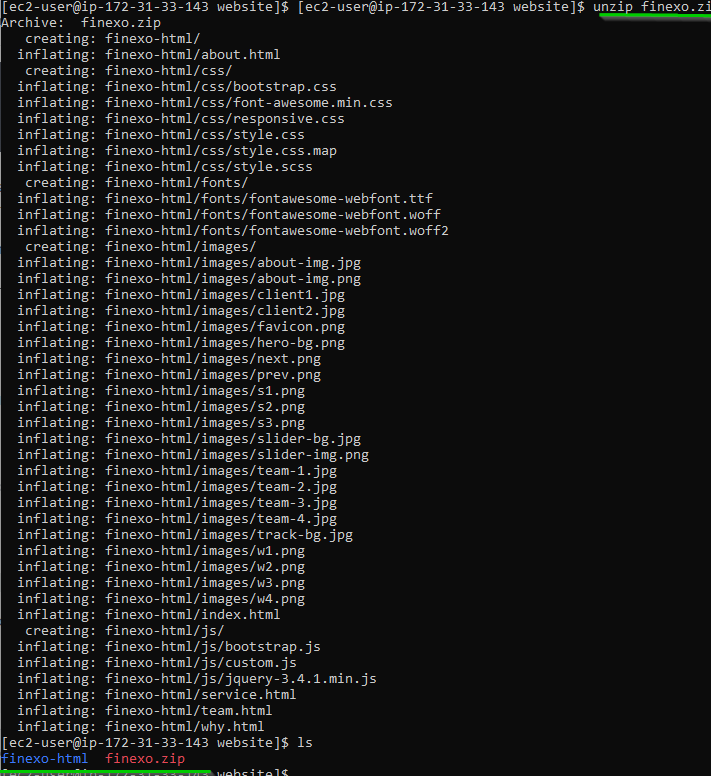 [ec2-user@ip-172-31-33-143 website]$ [ec2-user@ip-172-31-33-143 website]$ unzip finexo.zi
Archive:  finexo.zip
   creating: finexo-html/
  inflating: finexo-html/about.html
   creating: finexo-html/css/
  inflating: finexo-html/css/bootstrap.css
  inflating: finexo-html/css/font-awesome.min.css
  inflating: finexo-html/css/responsive.css
  inflating: finexo-html/css/style.css
  inflating: finexo-html/css/style.css.map
  inflating: finexo-html/css/style.scss
   creating: finexo-html/fonts/
  inflating: finexo-html/fonts/fontawesome-webfont.ttf
  inflating: finexo-html/fonts/fontawesome-webfont.woff
  inflating: finexo-html/fonts/fontawesome-webfont.woff2
   creating: finexo-html/images/
  inflating: finexo-html/images/about-img.jpg
  inflating: finexo-html/images/about-img.png
  inflating: finexo-html/images/client1.jpg
  inflating: finexo-html/images/client2.jpg
  inflating: finexo-html/images/favicon.png
  inflating: finexo-html/images/hero-bg.png
  inflating: finexo-html/images/next.png
  inflating: finexo-html/images/prev.png
  inflating: finexo-html/images/s1.png
  inflating: finexo-html/images/s2.png
  inflating: finexo-html/images/s3.png
  inflating: finexo-html/images/slider-bg.jpg
  inflating: finexo-html/images/slider-img.png
  inflating: finexo-html/images/team-1.jpg
  inflating: finexo-html/images/team-2.jpg
  inflating: finexo-html/images/team-3.jpg
  inflating: finexo-html/images/team-4.jpg
  inflating: finexo-html/images/track-bg.jpg
  inflating: finexo-html/images/w1.png
  inflating: finexo-html/images/w2.png
  inflating: finexo-html/images/w3.png
  inflating: finexo-html/images/w4.png
  inflating: finexo-html/index.html
   creating: finexo-html/js/
  inflating: finexo-html/js/bootstrap.js
  inflating: finexo-html/js/custom.js
  inflating: finexo-html/js/jquery-3.4.1.min.js
  inflating: finexo-html/service.html
  inflating: finexo-html/team.html
  inflating: finexo-html/why.html
[ec2-user@ip-172-31-33-143 website]$ ls
finexo-html  finexo.zip
website]$